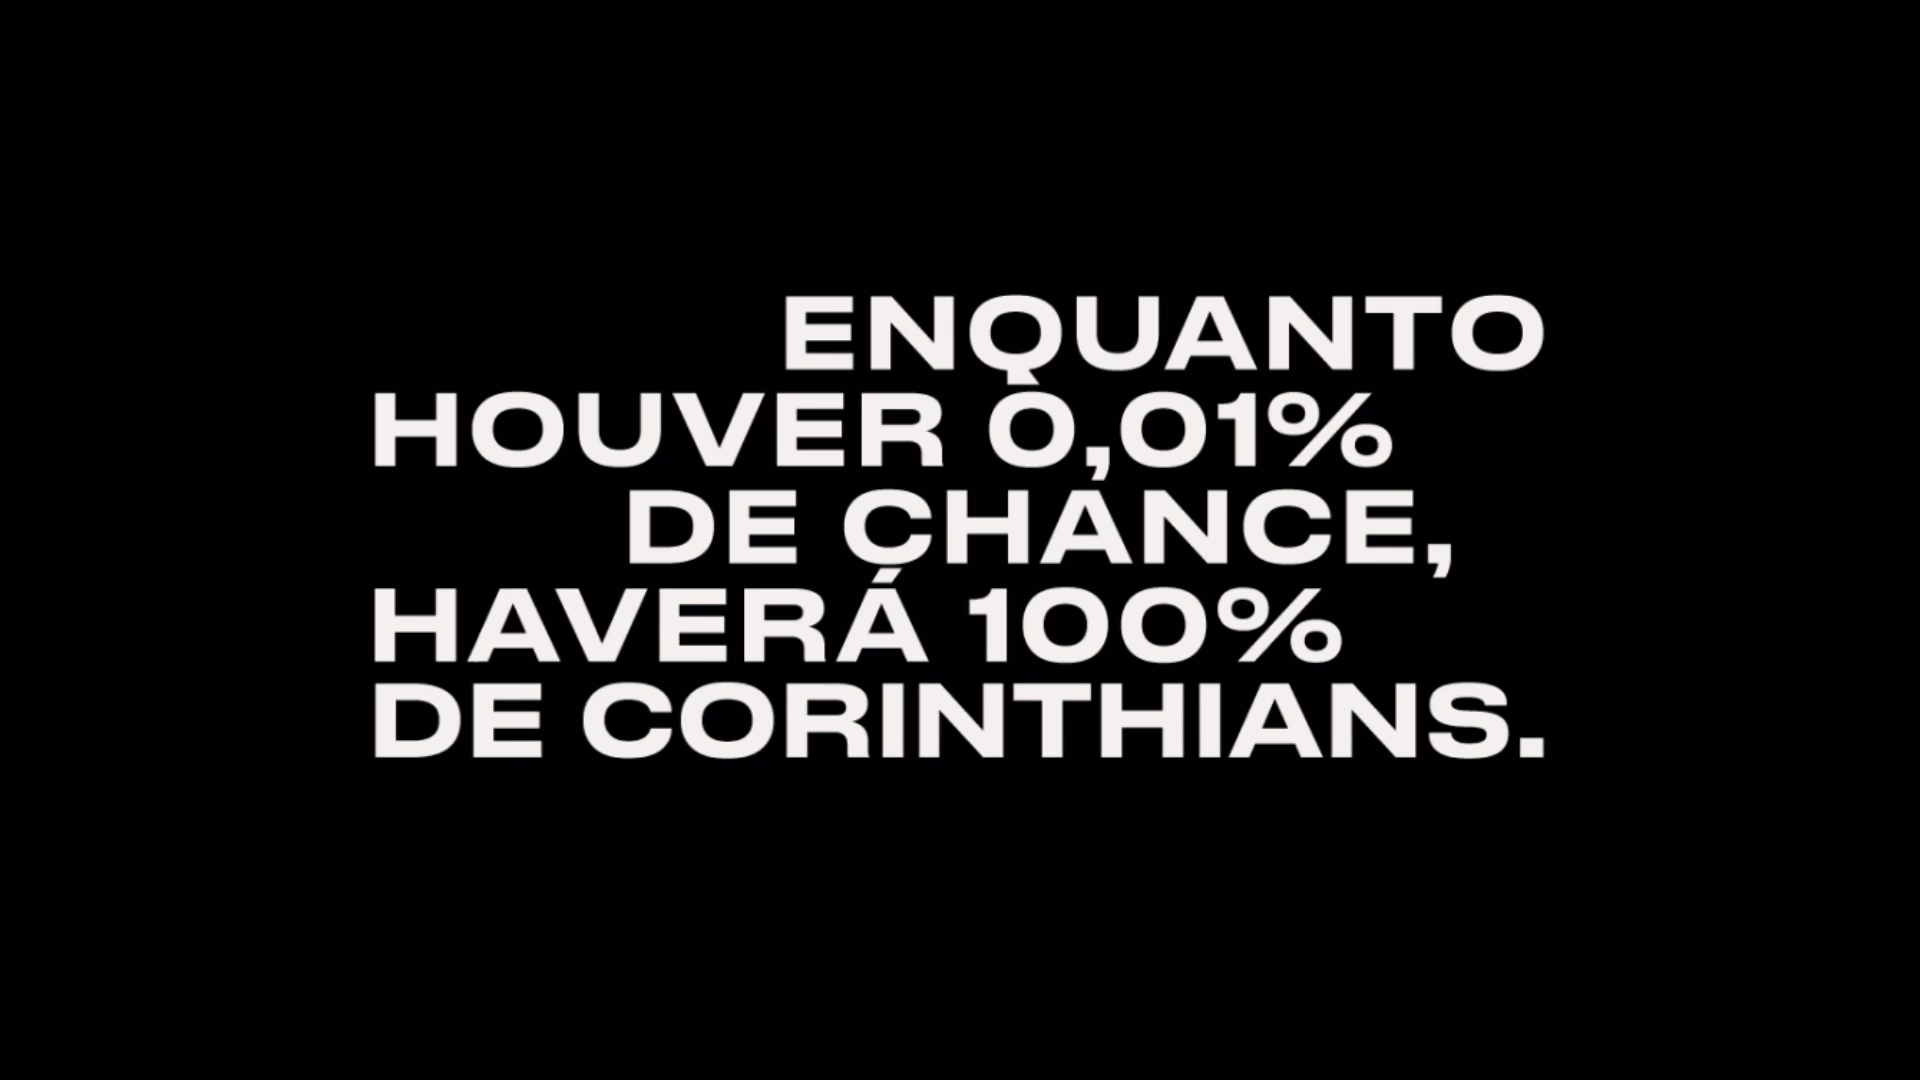 ENQUANTO
HOUVER 0,01%
DE CHANCE,
HAVERÁ 100%
DE CORINTHIANS.